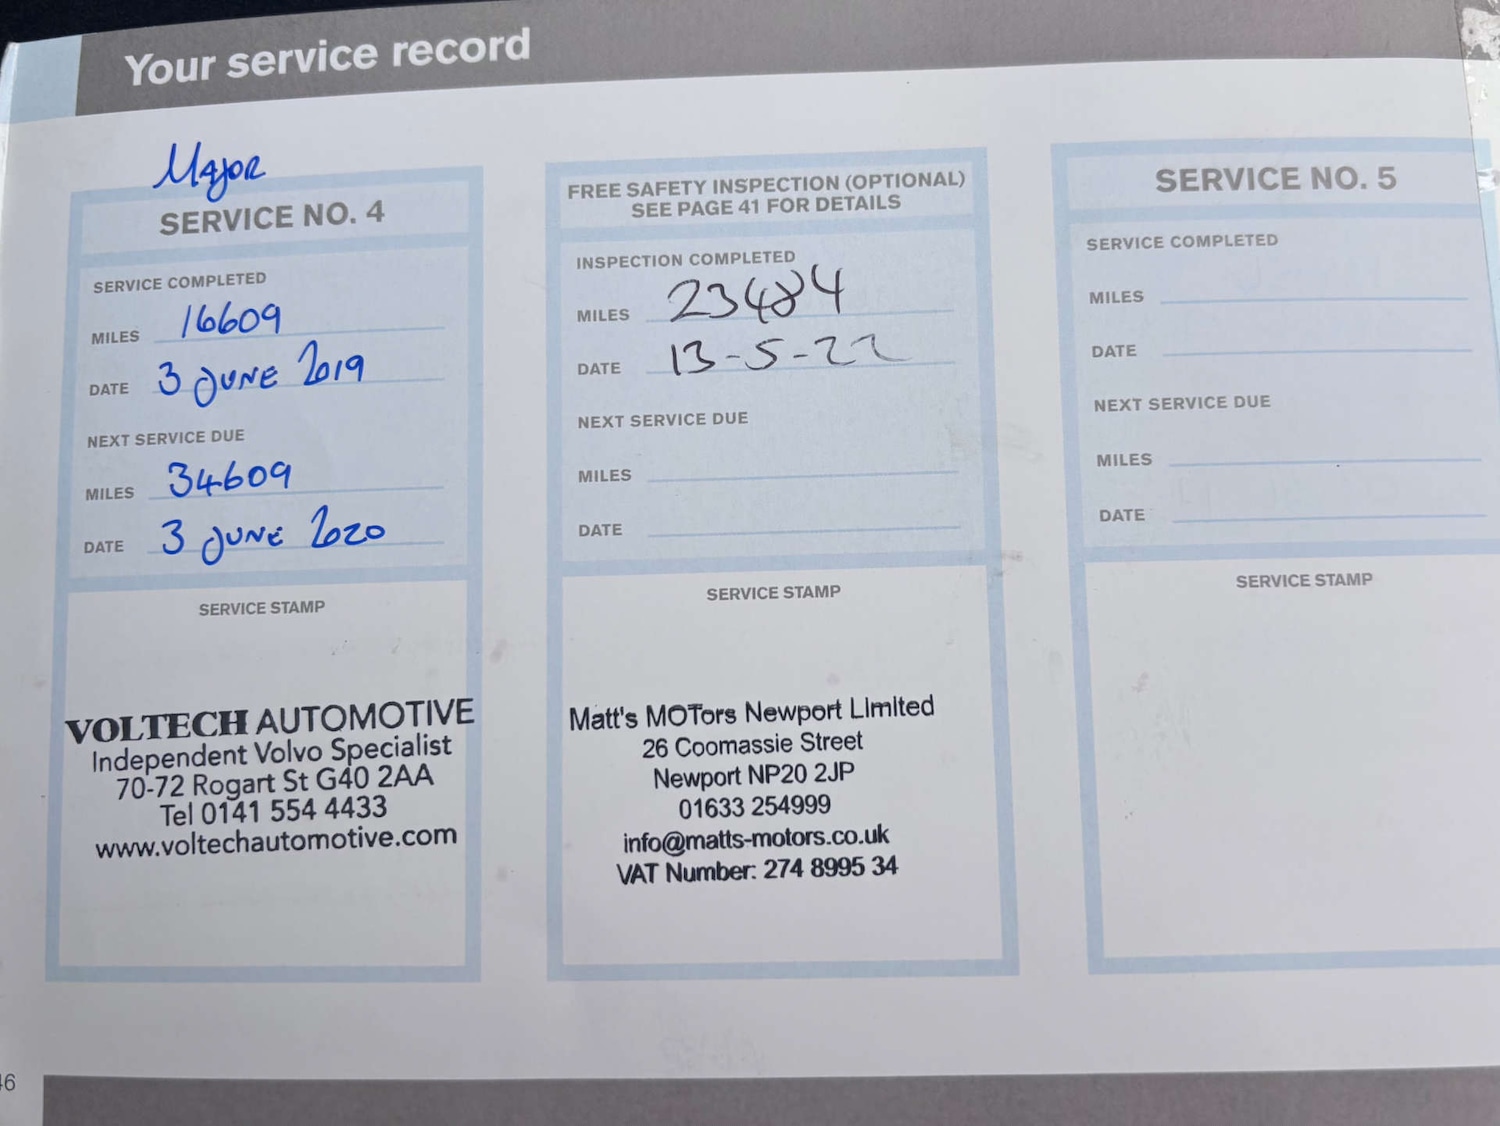 Your service record
Major
SERVICE NO. 4
SERVICE COMPLETED
MILES 16609
DATE 3 JUNE 2019
NEXT SERVICE DUE
MILES 34609
DATE 3 JUNE 2020
SERVICE STAMP
VOLTECH AUTOMOTIVE
Independent Volvo Specialist
70-72 Rogart St G40 2AA
Tel 0141 554 4433
www.voltechautomotive.com
FREE SAFETY INSPECTION (OPTIONAL)
SEE PAGE 41 FOR DETAILS
INSPECTION COMPLETED
MILES 23484
DATE 13-5-22
NEXT SERVICE DUE
MILES
DATE
SERVICE STAMP
Matt's MOTors Newport Limited
26 Coomassie Street
Newport NP20 2JP
01633 254999
info@matts-motors.co.uk
VAT Number: 274 8995 34
SERVICE NO. 5
SERVICE COMPLETED
MILES
DATE
NEXT SERVICE DUE
MILES
DATE
SERVICE STAMP
46